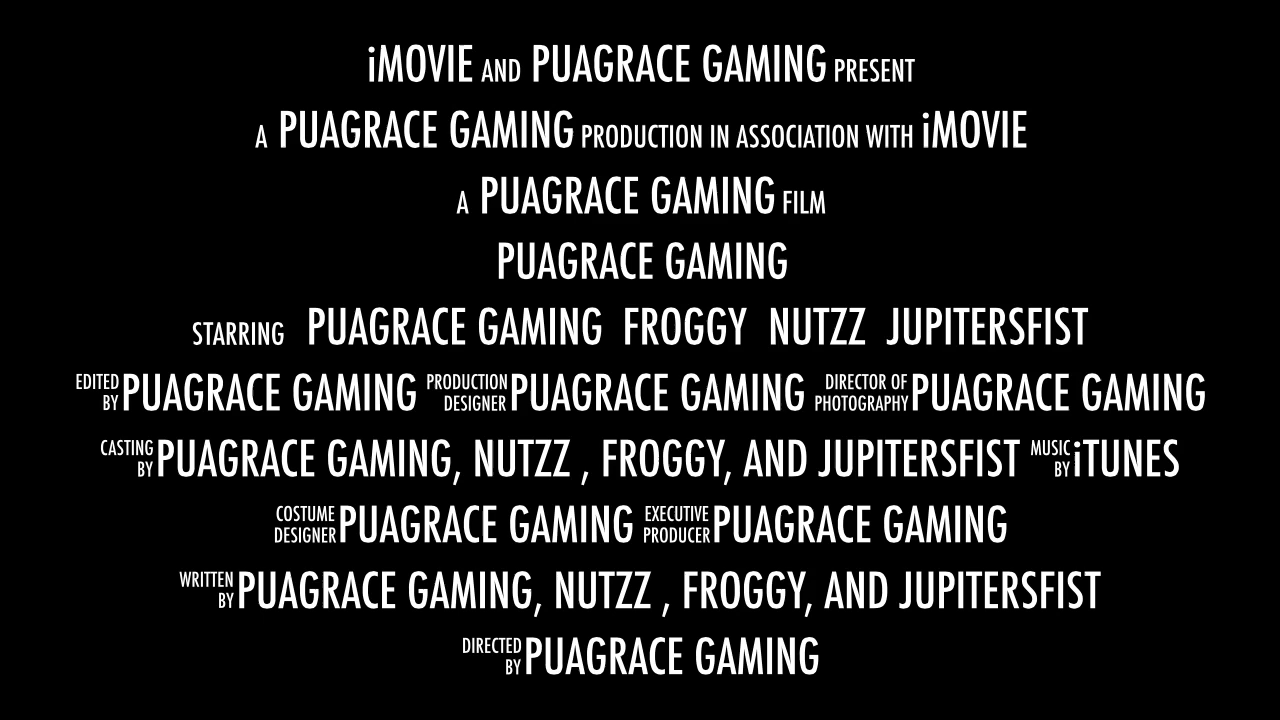 iMOVIE AND PUAGRACE GAMING PRESENT
A PUAGRACE GAMING PRODUCTION IN ASSOCIATION WITH iMOVIE
A PUAGRACE GAMING FILM
PUAGRACE GAMING
STARRING PUAGRACE GAMING FROGGY NUTZZ JUPITERSFIST
EDITED BY PUAGRACE GAMING PRODUCTION DESIGNER PUAGRACE GAMING DIRECTOR OF PHOTOGRAPHY PUAGRACE GAMING
CASTING BY PUAGRACE GAMING, NUTZZ , FROGGY, AND JUPITERSFIST MUSIC BY iTUNES
COSTUME DESIGNER PUAGRACE GAMING EXECUTIVE PRODUCER PUAGRACE GAMING
WRITTEN BY PUAGRACE GAMING, NUTZZ , FROGGY, AND JUPITERSFIST
DIRECTED BY PUAGRACE GAMING